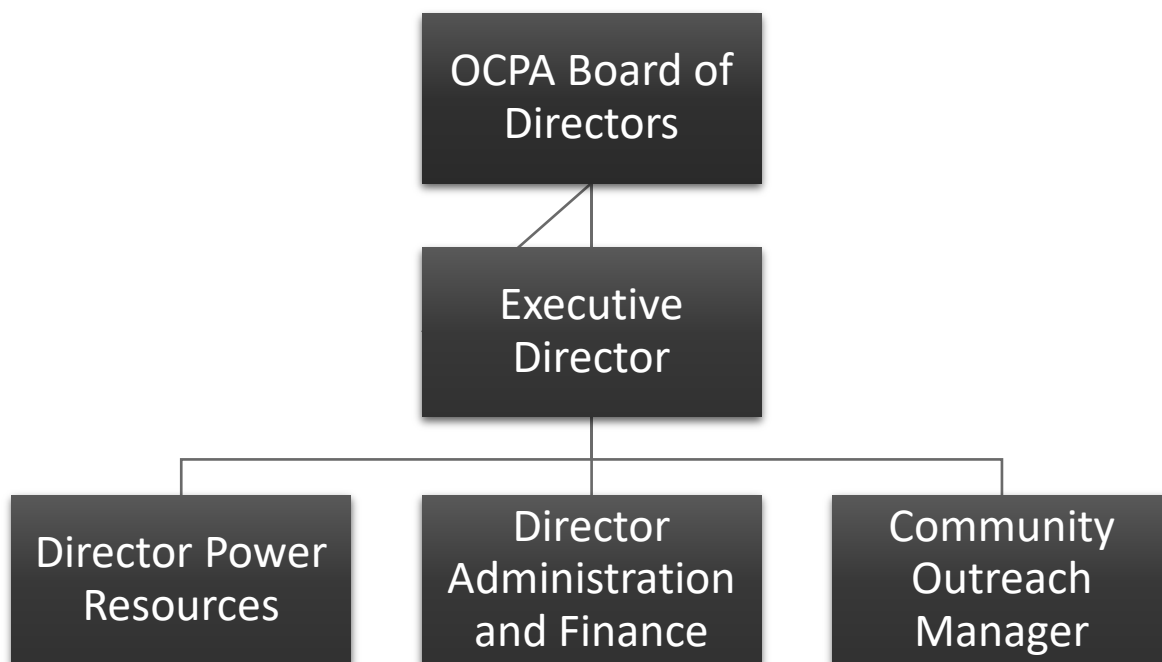 OCPA Board of
Directors
Executive
Director
Director Power
Resources
Director
Administration
and Finance
Community
Outreach
Manager